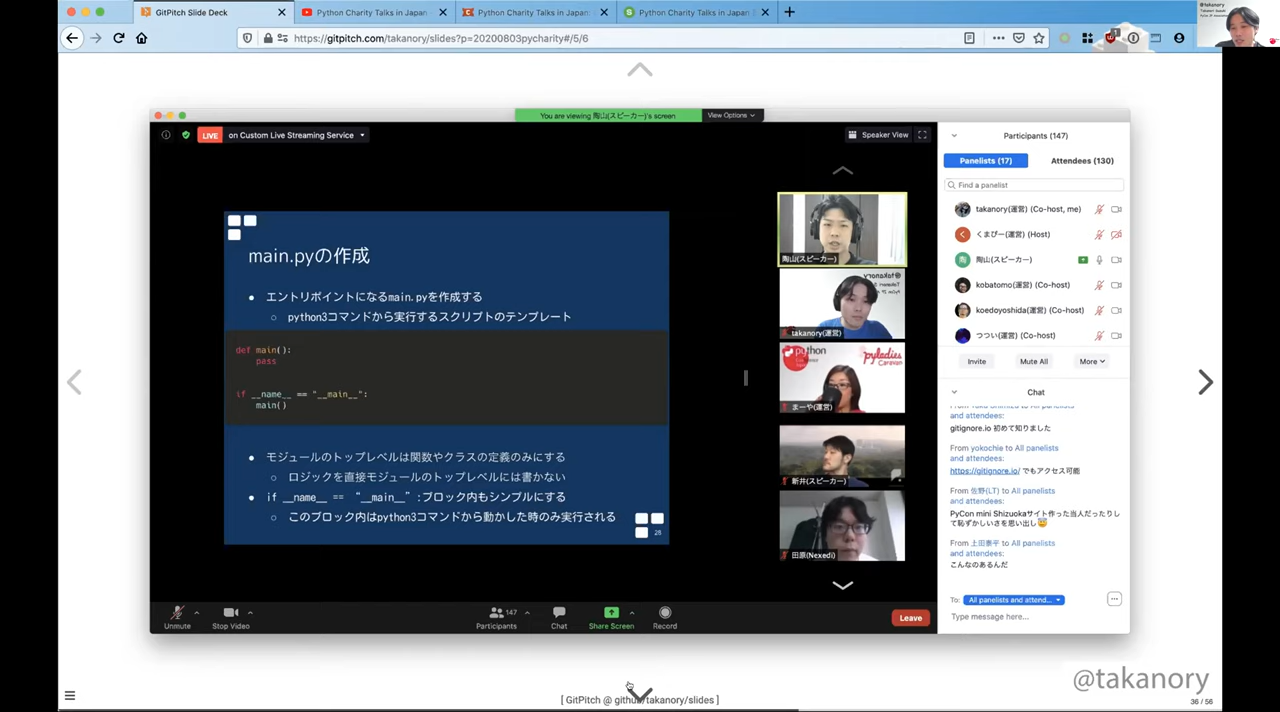 GitPitch Slide Deck
Python Charity Talks in Japan
Python Charity Talks in Japan:
Python Charity Talks in Japan:
https://gitpitch.com/takanory/slides?p=20200803pycharity#/5/6
@takanory
You are viewing 陶山(スピーカー)'s screen
View Options
LIVE on Custom Live Streaming Service
Speaker View
main.pyの作成
エントリポイントになるmain.pyを作成する
python3コマンドから実行するスクリプトのテンプレート
def main():
pass
if __name__ == "__main__":
main()
モジュールのトップレベルは関数やクラスの定義のみにする
ロジックを直接モジュールのトップレベルには書かない
if __name__ == “__main__” :ブロック内もシンプルにする
このブロック内はpython3コマンドから動かした時のみ実行される
陶山(スピーカー)
@takanory
takanory(運営)
python
pyladies
Caravan
まーや(運営)
新井(スピーカー)
田原(Nexedi)
Participants (147)
Panelists (17)
Attendees (130)
Find a panelist
takanory(運営) (Co-host, me)
くまぴー(運営) (Host)
陶
陶山(スピーカー)
kobatomo(運営) (Co-host)
koedoyoshida(運営) (Co-host)
つつい(運営) (Co-host)
Invite
Mute All
More
Chat
and attendees:
gitignore.io 初めて知りました
From yokochie to All panelists
and attendees:
https://gitignore.io/ でもアクセス可能
From 佐野(LT) to All panelists
and attendees:
PyCon mini Shizuokaサイト作った当人だったりし
て恥ずかしいさを思い出し😇
From 上田泰平 to All panelists
and attendees:
こんなのあるんだ
To: All panelists and attend...
Type message here...
Unmute
Stop Video
147
Participants
Chat
Share Screen
Record
Leave
@takanory
[ GitPitch @ github/takanory/slides ]
36 / 56